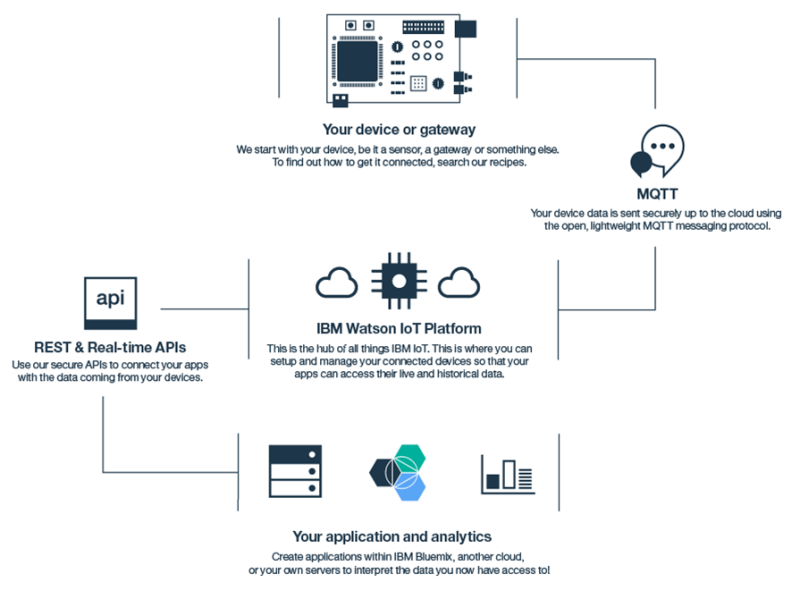 Your device or gateway
We start with your device, be it a sensor, a gateway or something else.
To find out how to get it connected, search our recipes.
MQTT
Your device data is sent securely up to the cloud using
the open, lightweight MQTT messaging protocol.
api
REST & Real-time APIs
Use our secure APIs to connect your apps
with the data coming from your devices.
IBM Watson IoT Platform
This is the hub of all things IBM IoT. This is where you can
setup and manage your connected devices so that your
apps can access their live and historical data.
Your application and analytics
Create applications within IBM Bluemix, another cloud,
or your own servers to interpret the data you now have access to!